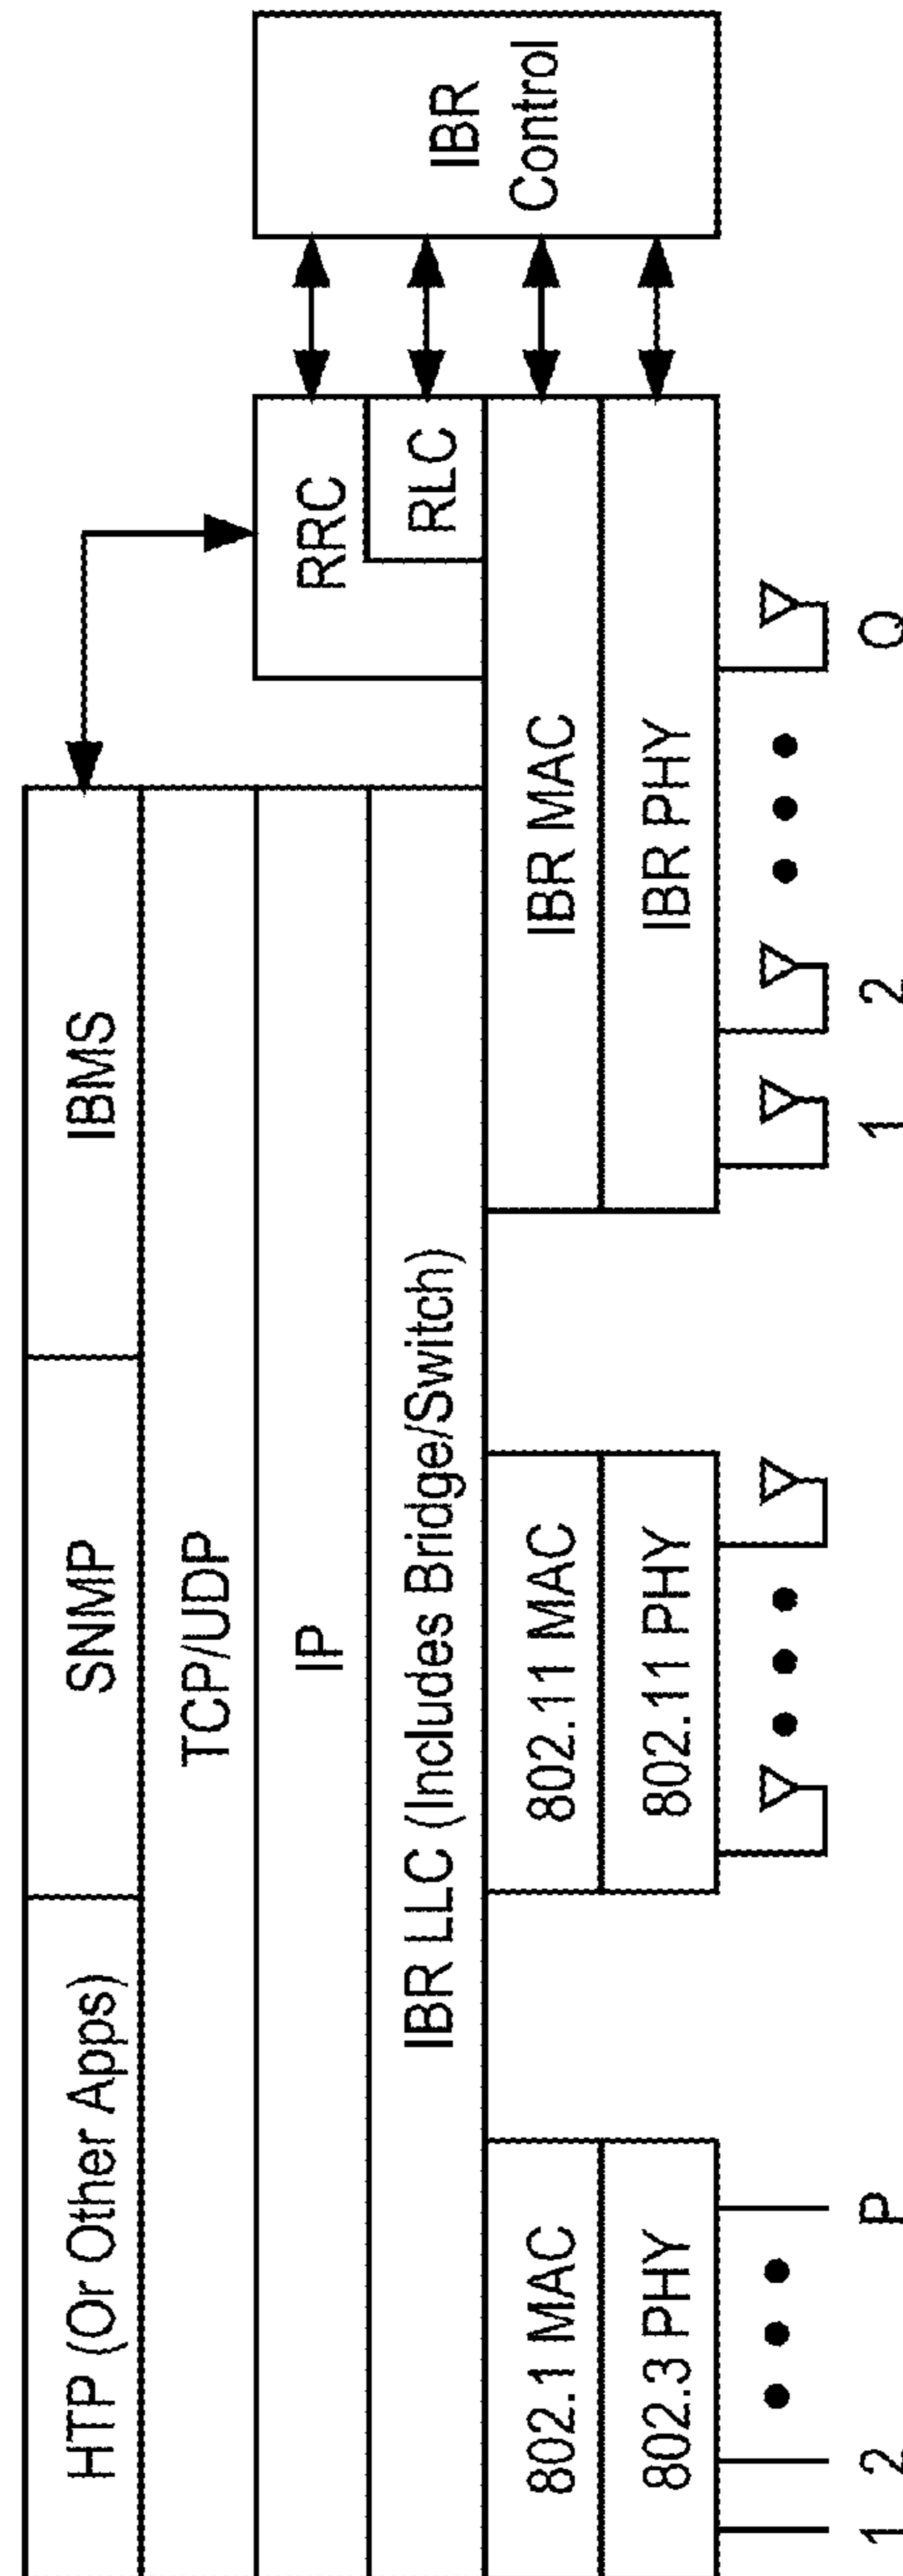 HTP (Or Other Apps)
SNMP
IBMS
TCP/UDP
IP
IBR LLC (Includes Bridge/Switch)
RRC
RLC
IBR
Control
802.1 MAC
802.3 PHY
802.11 MAC
802.11 PHY
IBR MAC
IBR PHY
1 2 P
1 2 Q